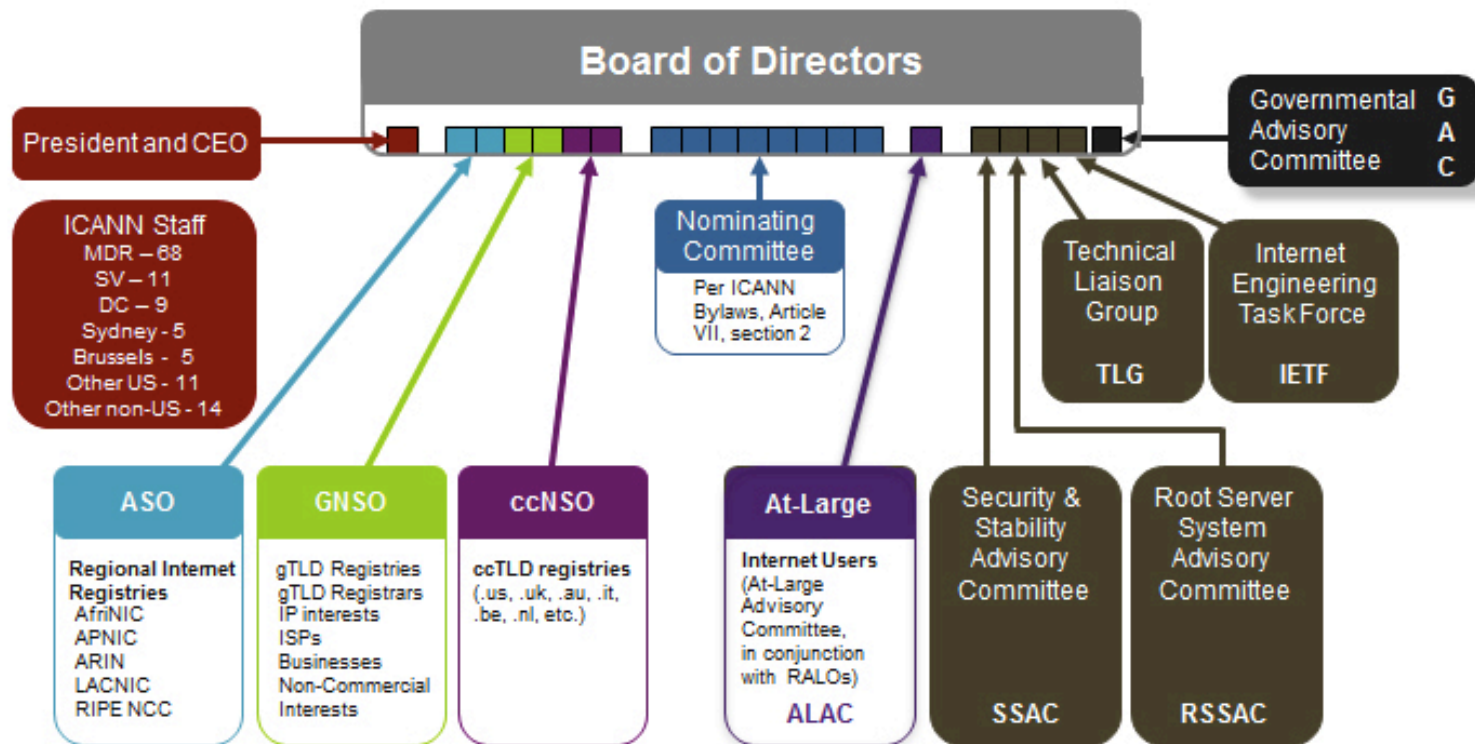 Board of Directors
President and CEO
Governmental
Advisory
Committee
G
A
C
ICANN Staff
MDR – 68
SV – 11
DC – 9
Sydney - 5
Brussels -  5
Other US - 11
Other non-US - 14
Nominating
Committee
Per ICANN
Bylaws, Article
VII, section 2
Technical
Liaison
Group
TLG
Internet
Engineering
Task Force
IETF
ASO
Regional Internet
Registries
AfriNIC
APNIC
ARIN
LACNIC
RIPE NCC
GNSO
gTLD Registries
gTLD Registrars
IP interests
ISPs
Businesses
Non-Commercial
Interests
ccNSO
ccTLD registries
(.us, .uk, .au, .it,
.be, .nl, etc.)
At-Large
Internet Users
(At-Large
Advisory
Committee,
in conjunction
with RALOs)
ALAC
Security &
Stability
Advisory
Committee
SSAC
Root Server
System
Advisory
Committee
RSSAC